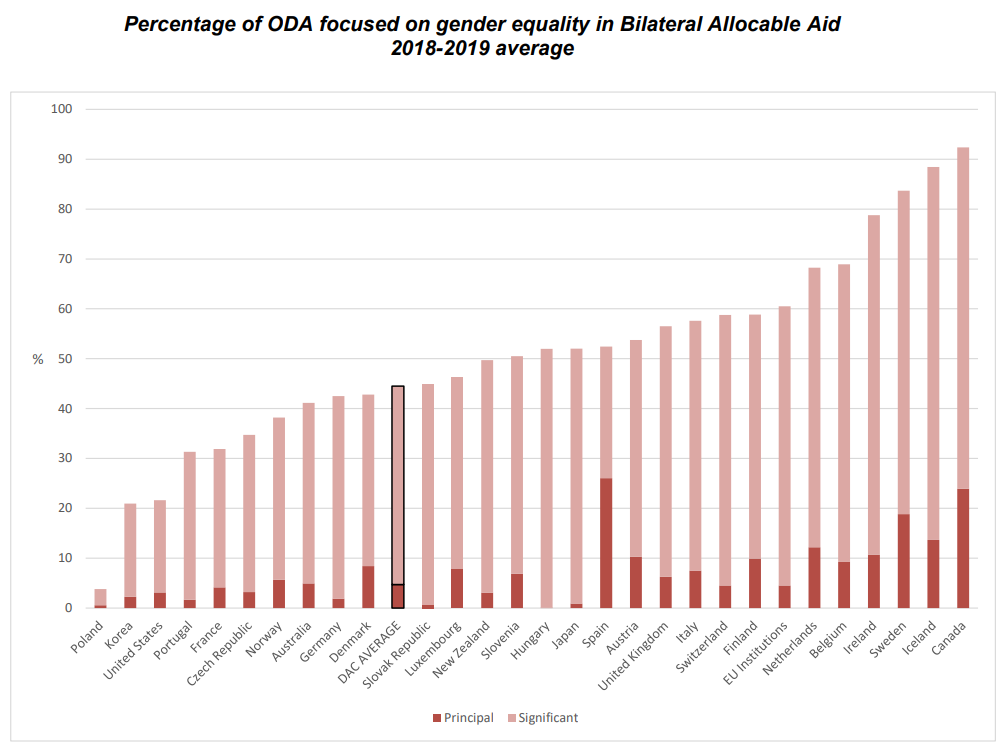 Percentage of ODA focused on gender equality in Bilateral Allocable Aid
2018-2019 average
100
90
80
70
60
% 50
40
30
20
10
0
Poland
Korea
United States
Portugal
France
Czech Republic
Norway
Australia
Germany
Denmark
DAC AVERAGE
Slovak Republic
Luxembourg
New Zealand
Slovenia
Hungary
Japan
Spain
Austria
United Kingdom
Italy
Switzerland
Finland
EU Institutions
Netherlands
Belgium
Ireland
Sweden
Iceland
Canada
Principal Significant